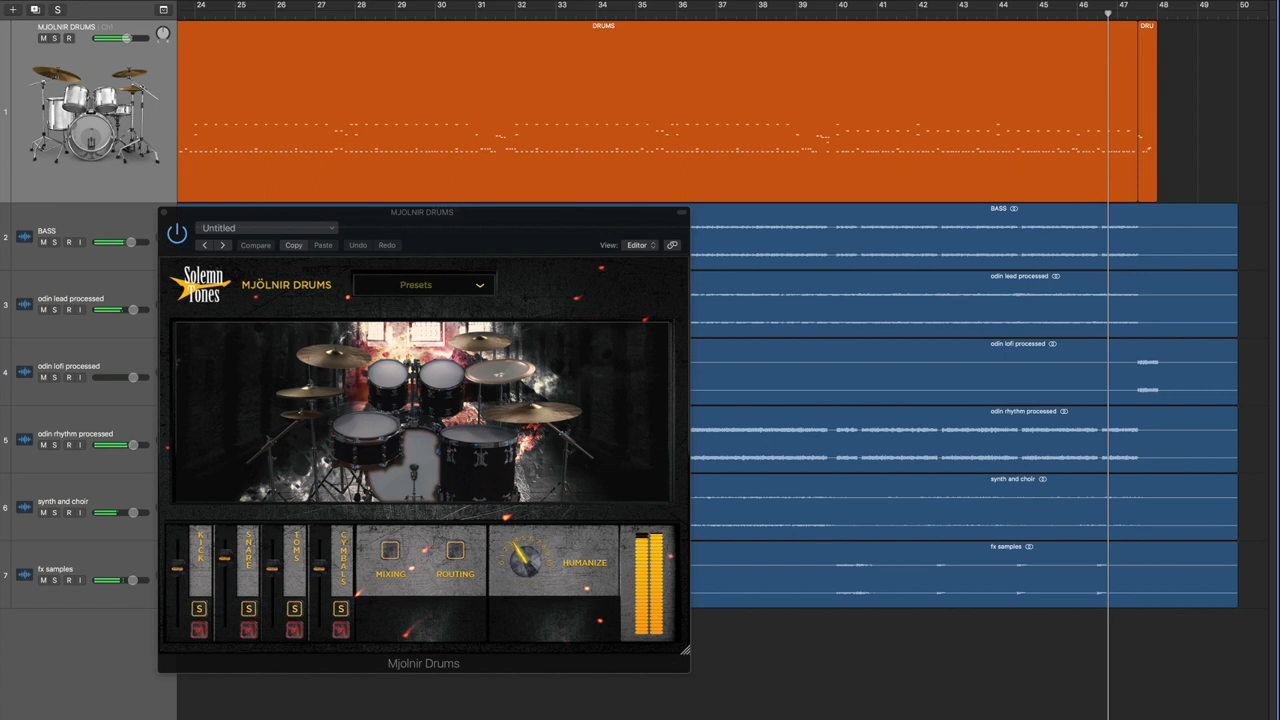 S
24 25 26 27 28 29 30 31 32 33 34 35 36 37 38 39 40 41 42 43 44 45 46 47 48 49 50
MJOLNIR DRUMS
M S R
DRUMS
DRU
1
BASS
M S R I
2
BASS
odin lead processed
M S R I
3
odin lead processed
odin lofi processed
M S R I
4
odin lofi processed
odin rhythm processed
M S R I
5
odin rhythm processed
synth and choir
M S R I
6
synth and choir
fx samples
M S R I
7
fx samples
MJOLNIR DRUMS
Untitled
Compare Copy Paste Undo Redo
View: Editor
Solemn
Tones
MJÖLNIR DRUMS
Presets
KICK
SNARE
TOMS
CYMBALS
MIXING
ROUTING
HUMANIZE
S S S S
M M M M
Mjolnir Drums